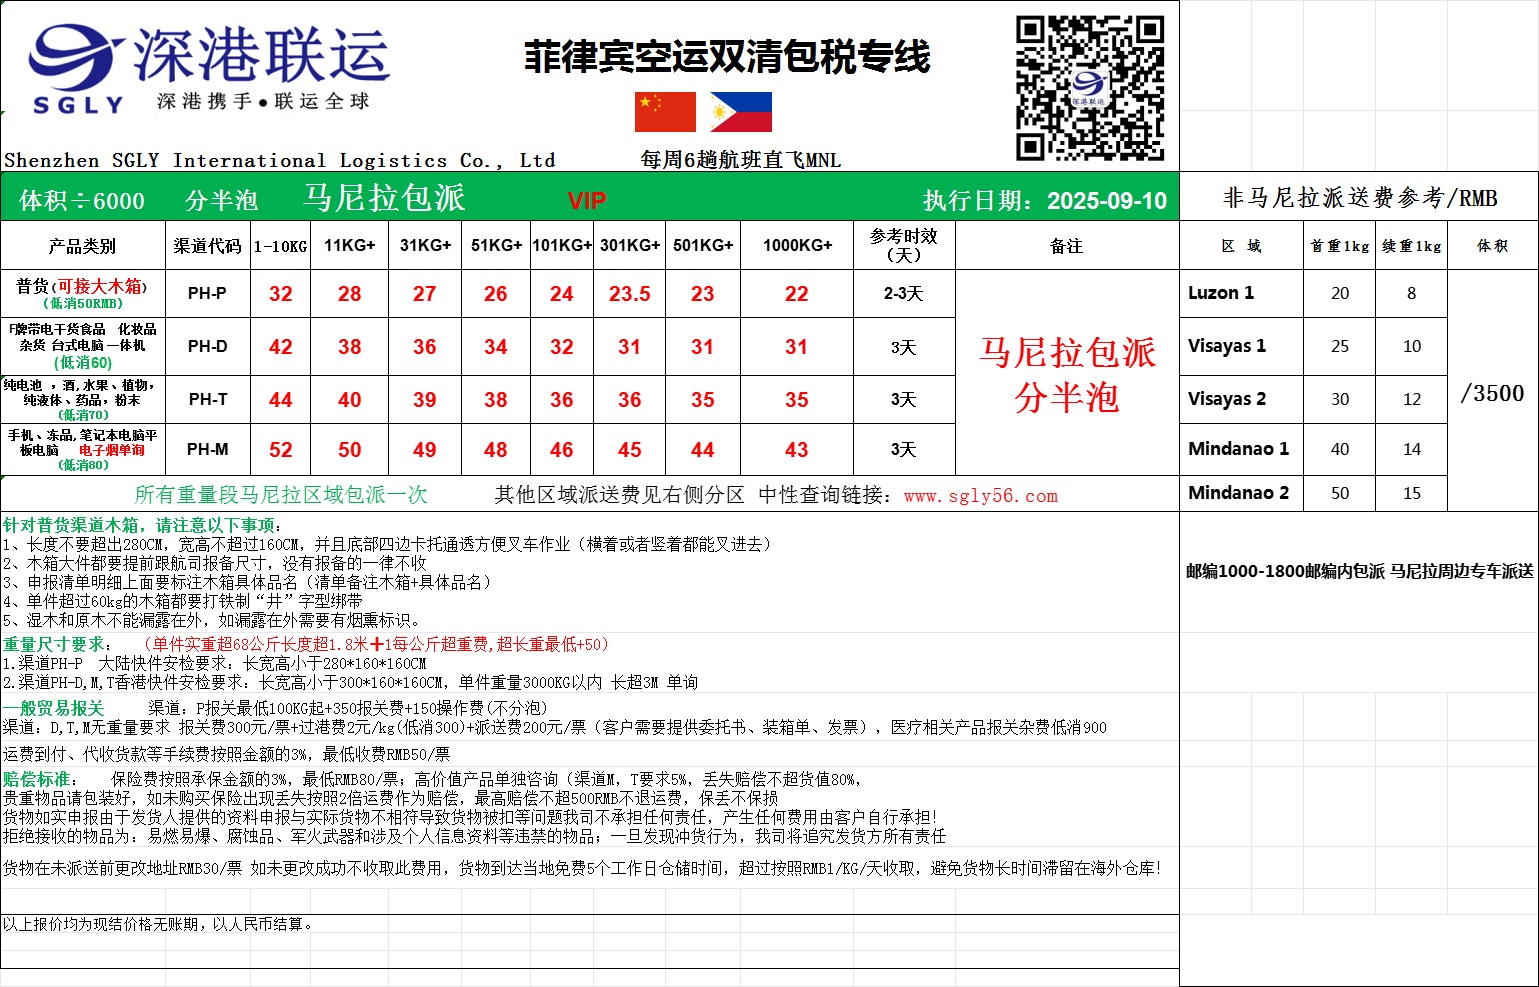 深港联运
SGLY
深港携手●联运全球
菲律宾空运双清包税专线
深港联运
Shenzhen SGLY International Logistics Co., Ltd
每周6趟航班直飞MNL
体积÷6000 分半泡 马尼拉包派 VIP 执行日期：2025-09-10
非马尼拉派送费参考/RMB
产品类别 渠道代码 1-10KG 11KG+ 31KG+ 51KG+ 101KG+ 301KG+ 501KG+ 1000KG+ 参考时效（天） 备注
区 域 首重1kg 续重1kg 体积
普货(可接大木箱)
(低消50RMB)
PH-P 32 28 27 26 24 23.5 23 22 2-3天
F牌带电干货食品 化妆品
杂货 台式电脑一体机
(低消60)
PH-D 42 38 36 34 32 31 31 31 3天
纯电池 ，酒,水果、植物，
纯液体、药品，粉末
(低消70)
PH-T 44 40 39 38 36 36 35 35 3天
手机、冻品,笔记本电脑平
板电脑 电子烟单询
(低消80)
PH-M 52 50 49 48 46 45 44 43 3天
马尼拉包派
分半泡
Luzon 1 20 8
Visayas 1 25 10
Visayas 2 30 12
Mindanao 1 40 14
Mindanao 2 50 15
/3500
所有重量段马尼拉区域包派一次 其他区域派送费见右侧分区 中性查询链接：www.sgly56.com
针对普货渠道木箱，请注意以下事项：
1、长度不要超出280CM，宽高不超过160CM，并且底部四边卡托通透方便叉车作业（横着或者竖着都能叉进去）
2、木箱大件都要提前跟航司报备尺寸，没有报备的一律不收
3、申报清单明细上面要标注木箱具体品名（清单备注木箱+具体品名）
4、单件超过60kg的木箱都要打铁制“井”字型绑带
5、湿木和原木不能漏露在外，如漏露在外需要有烟熏标识。
邮编1000-1800邮编内包派 马尼拉周边专车派送
重量尺寸要求： （单件实重超68公斤长度超1.8米＋1每公斤超重费,超长重最低+50）
1.渠道PH-P 大陆快件安检要求：长宽高小于280*160*160CM
2.渠道PH-D,M,T香港快件安检要求：长宽高小于300*160*160CM，单件重量3000KG以内 长超3M 单询
一般贸易报关 渠道：P报关最低100KG起+350报关费+150操作费(不分泡)
渠道：D,T,M无重量要求 报关费300元/票+过港费2元/kg(低消300)+派送费200元/票（客户需要提供委托书、装箱单、发票），医疗相关产品报关杂费低消900
运费到付、代收货款等手续费按照金额的3%，最低收费RMB50/票
赔偿标准： 保险费按照承保金额的3%，最低RMB80/票；高价值产品单独咨询（渠道M，T要求5%，丢失赔偿不超货值80%，
贵重物品请包装好，如未购买保险出现丢失按照2倍运费作为赔偿，最高赔偿不超500RMB不退运费，保丢不保损
货物如实申报由于发货人提供的资料申报与实际货物不相符导致货物被扣等问题我司不承担任何责任，产生任何费用由客户自行承担！
拒绝接收的物品为：易燃易爆、腐蚀品、军火武器和涉及个人信息资料等违禁的物品；一旦发现冲货行为，我司将追究发货方所有责任
货物在未派送前更改地址RMB30/票 如未更改成功不收取此费用，货物到达当地免费5个工作日仓储时间，超过按照RMB1/KG/天收取，避免货物长时间滞留在海外仓库！
以上报价均为现结价格无账期，以人民币结算。